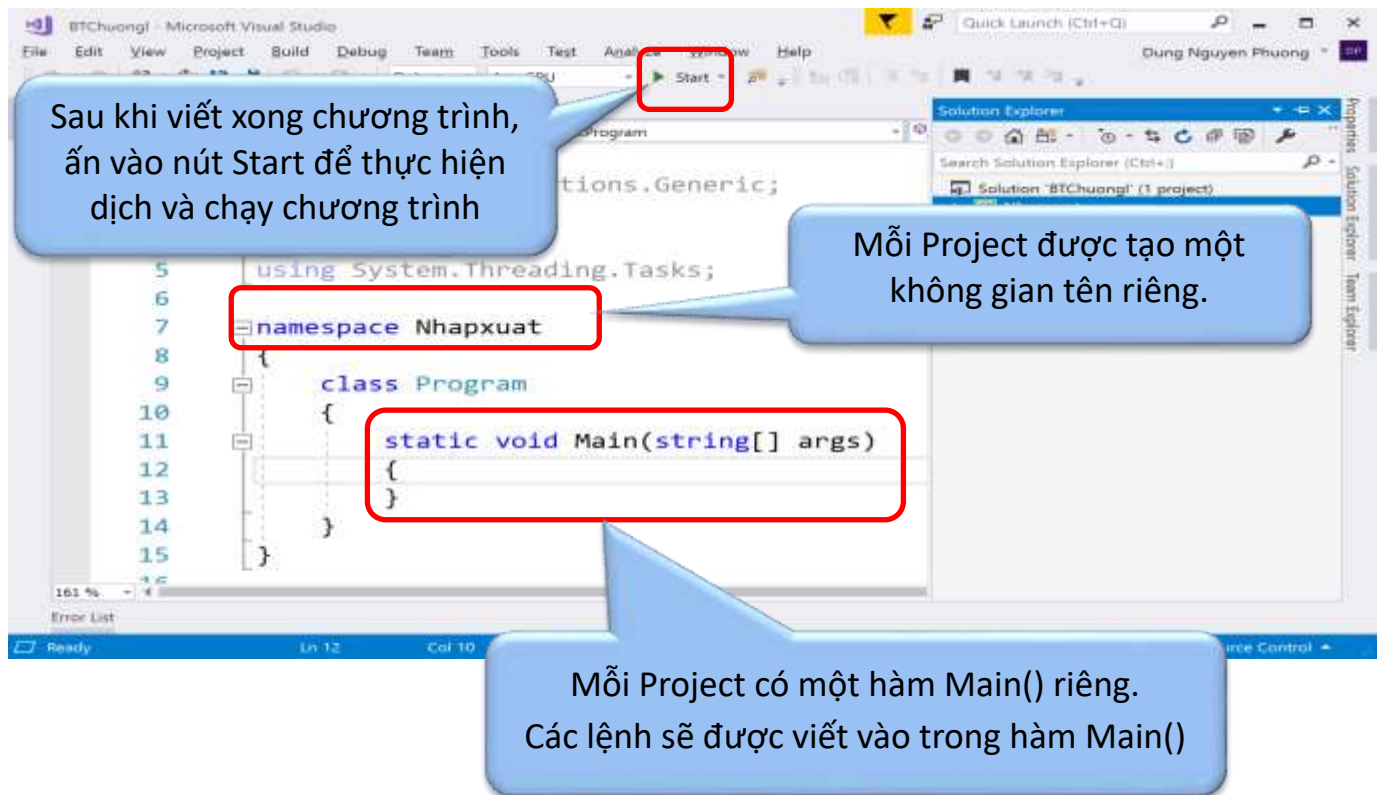 BTChuongI - Microsoft Visual Studio
Quick Launch (Ctrl+Q)
File Edit View Project Build Debug Team Tools Test Analyze Window Help
Dung Nguyen Phuong
Start
Sau khi viết xong chương trình,
ấn vào nút Start để thực hiện
dịch và chạy chương trình
Program
tions.Generic;
Solution Explorer
Search Solution Explorer (Ctrl+;)
Solution 'BTChuongI' (1 project)
Properties
Solution Explorer
Team Explorer
Mỗi Project được tạo một
không gian tên riêng.
5 using System.Threading.Tasks;
6
7 namespace Nhapxuat
8 {
9 class Program
10 {
11 static void Main(string[] args)
12 {
13 }
14 }
15 }
16
161 %
Error List
Ready Ln 12 Col 10
Mỗi Project có một hàm Main() riêng.
Các lệnh sẽ được viết vào trong hàm Main()